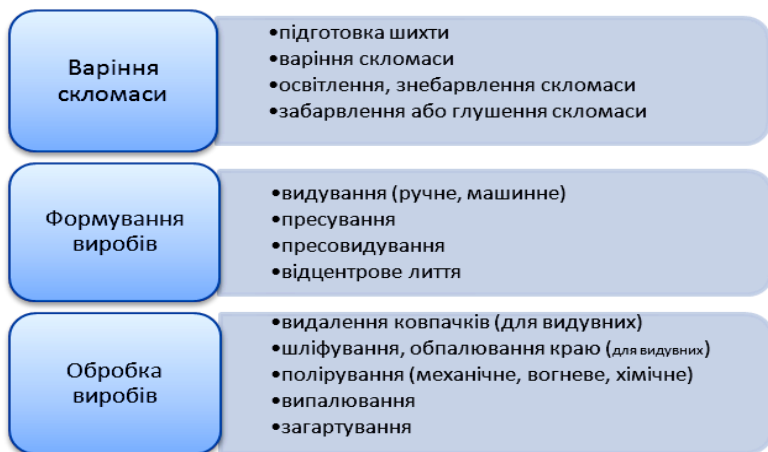 Варіння
скломаси
•підготовка шихти
•варіння скломаси
•освітлення, знебарвлення скломаси
•забарвлення або глушення скломаси
Формування
виробів
•видування (ручне, машинне)
•пресування
•пресовидування
•відцентрове лиття
Обробка
виробів
•видалення ковпачків (для видувних)
•шліфування, обпалювання краю (для видувних)
•полірування (механічне, вогневе, хімічне)
•випалювання
•загартування